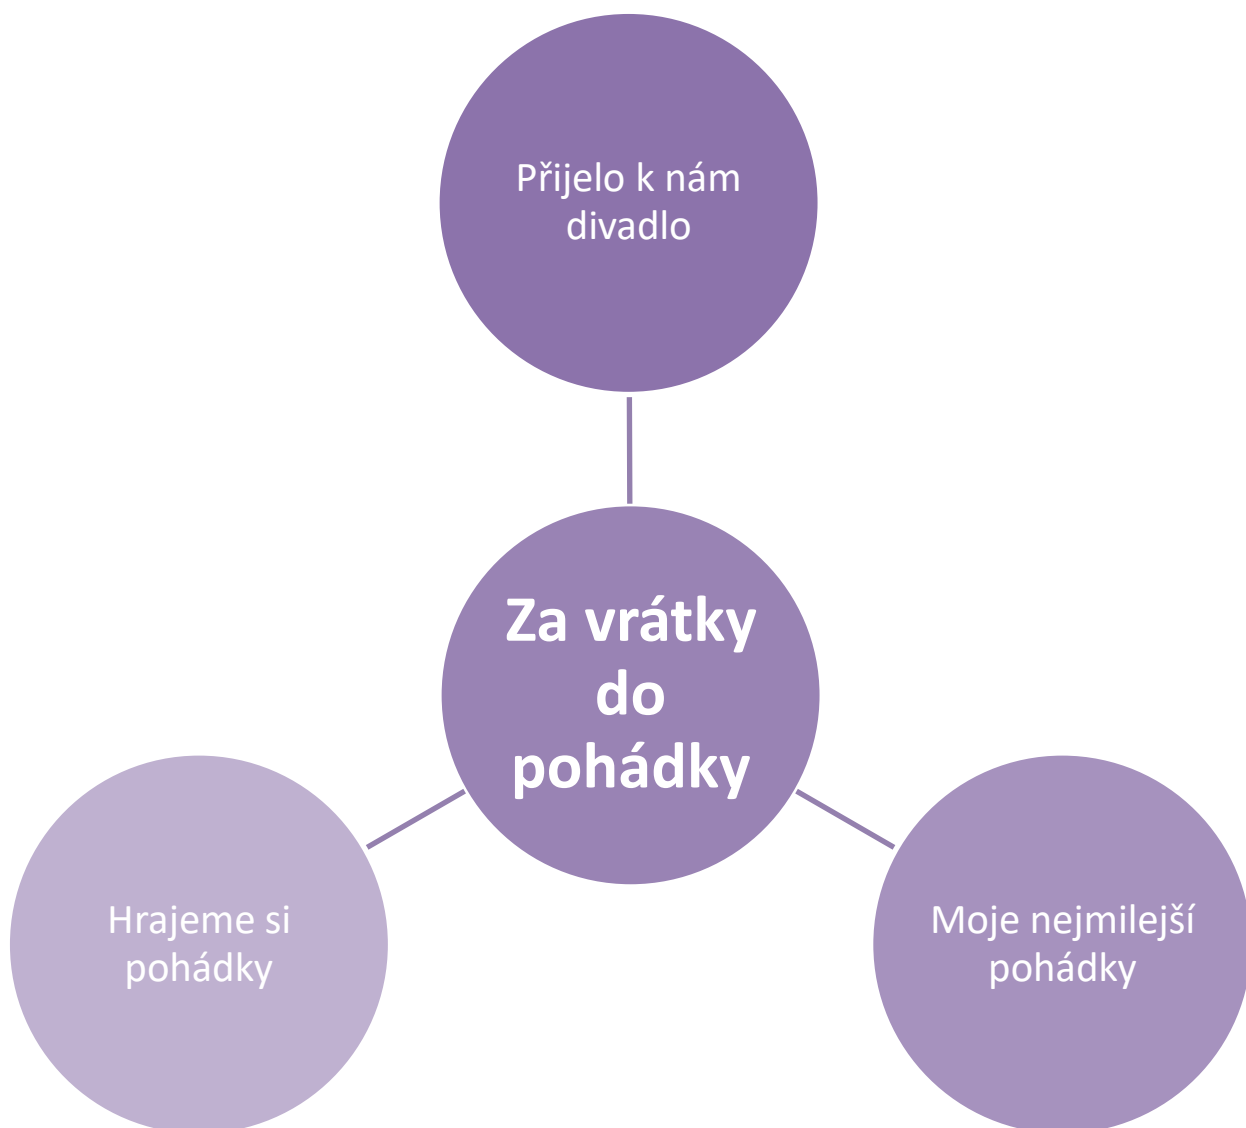 Přijelo k nám
divadlo
Za vrátky
do
pohádky
Hrajeme si
pohádky
Moje nejmilejší
pohádky